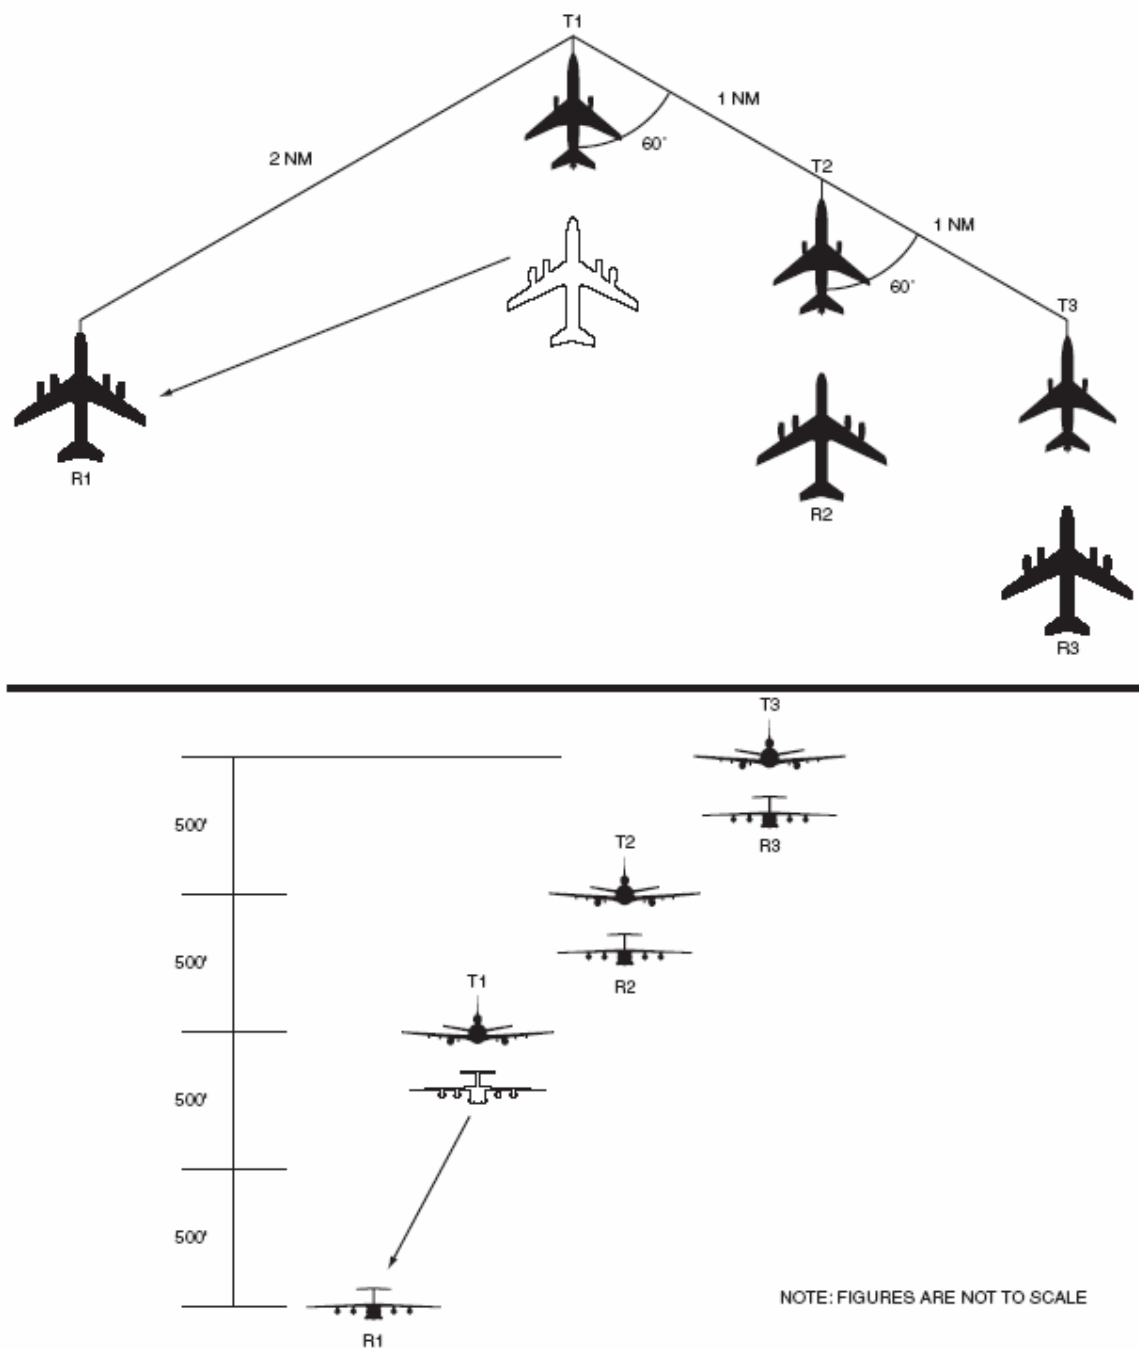 T1
1 NM
60˚
2 NM
T2
1 NM
60˚
T3
R1
R2
R3
T3
500'
R3
T2
500'
R2
T1
500'
500'
NOTE: FIGURES ARE NOT TO SCALE
R1